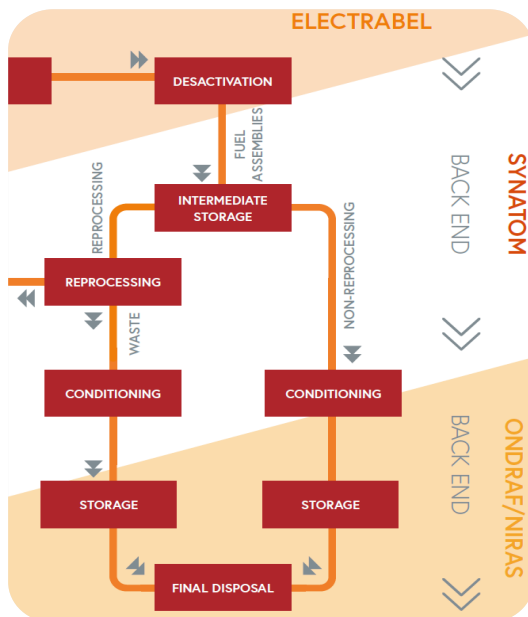 ELECTRABEL
DESACTIVATION
FUEL
ASSEMBLIES
INTERMEDIATE
STORAGE
REPROCESSING
NON-REPROCESSING
BACK END
SYNATOM
REPROCESSING
WASTE
CONDITIONING
CONDITIONING
BACK END
ONDRAF/NIRAS
STORAGE
STORAGE
FINAL DISPOSAL